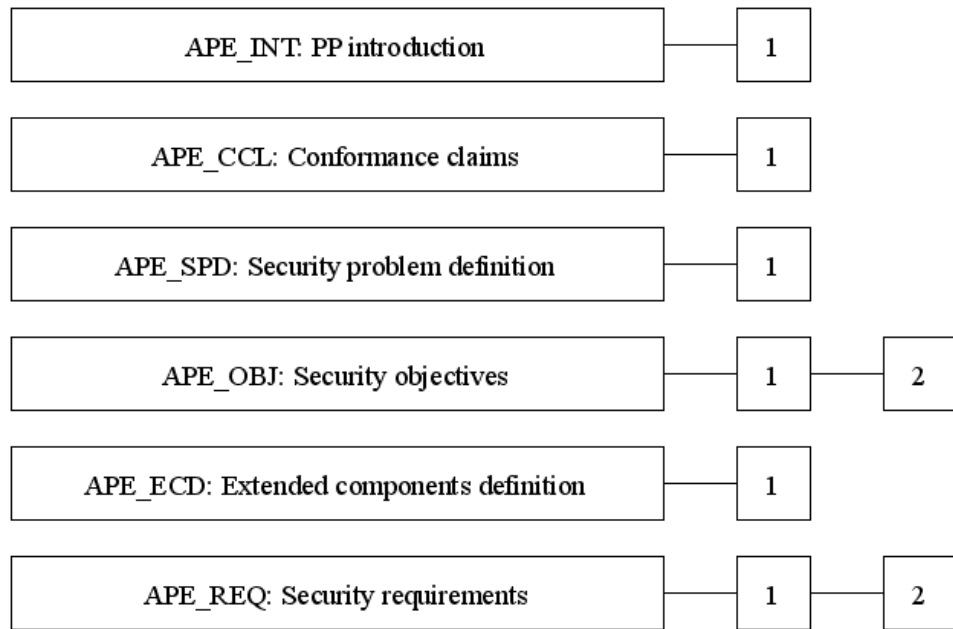 APE_INT: PP introduction 1
APE_CCL: Conformance claims 1
APE_SPD: Security problem definition 1
APE_OBJ: Security objectives 1 2
APE_ECD: Extended components definition 1
APE_REQ: Security requirements 1 2